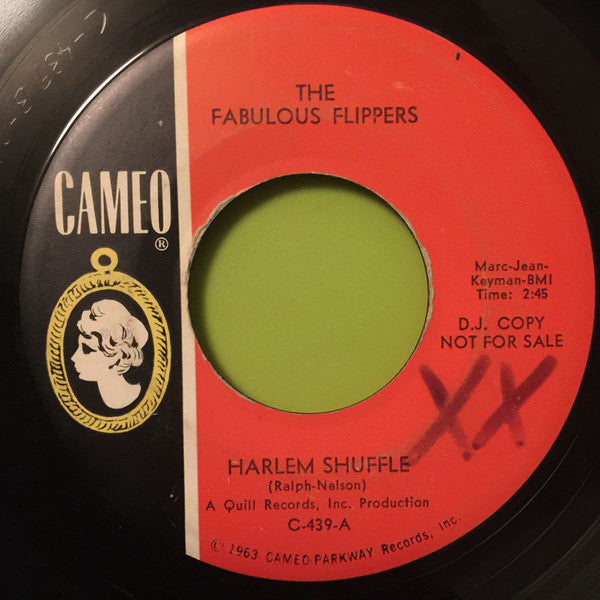 THE
FABULOUS FLIPPERS
CAMEO®
Marc-Jean-
Keyman-BMI
Time: 2:45
D.J. COPY
NOT FOR SALE
XX
HARLEM SHUFFLE
(Ralph-Nelson)
A Quill Records, Inc. Production
C-439-A
© 1963 CAMEO-PARKWAY Records, Inc.